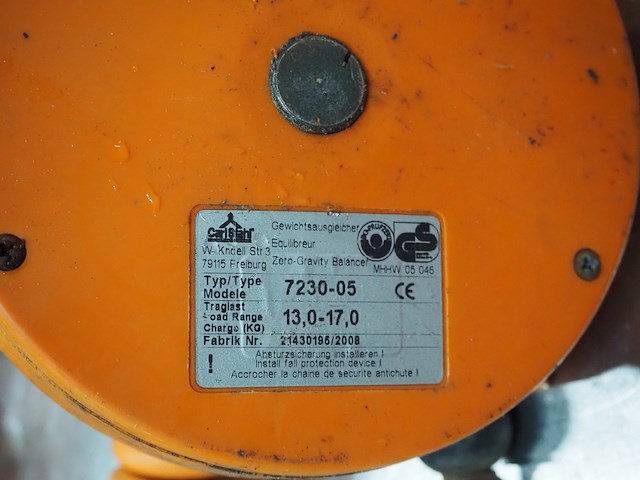 Carl Stahl
W. Knoell Str 3
79115 Freiburg
Gewichtsausgleicher
Equilibreur
Zero-Gravity Balancer
GS
MHHW 05 046
Typ/Type
Modele
7230-05
CE
Traglast
Load Range
Charge (KG)
13,0-17,0
Fabrik Nr. 21430195/2008
! Absturzsicherung installieren !
Install fall protection device !
Accrocher la chaine de securite antichute !